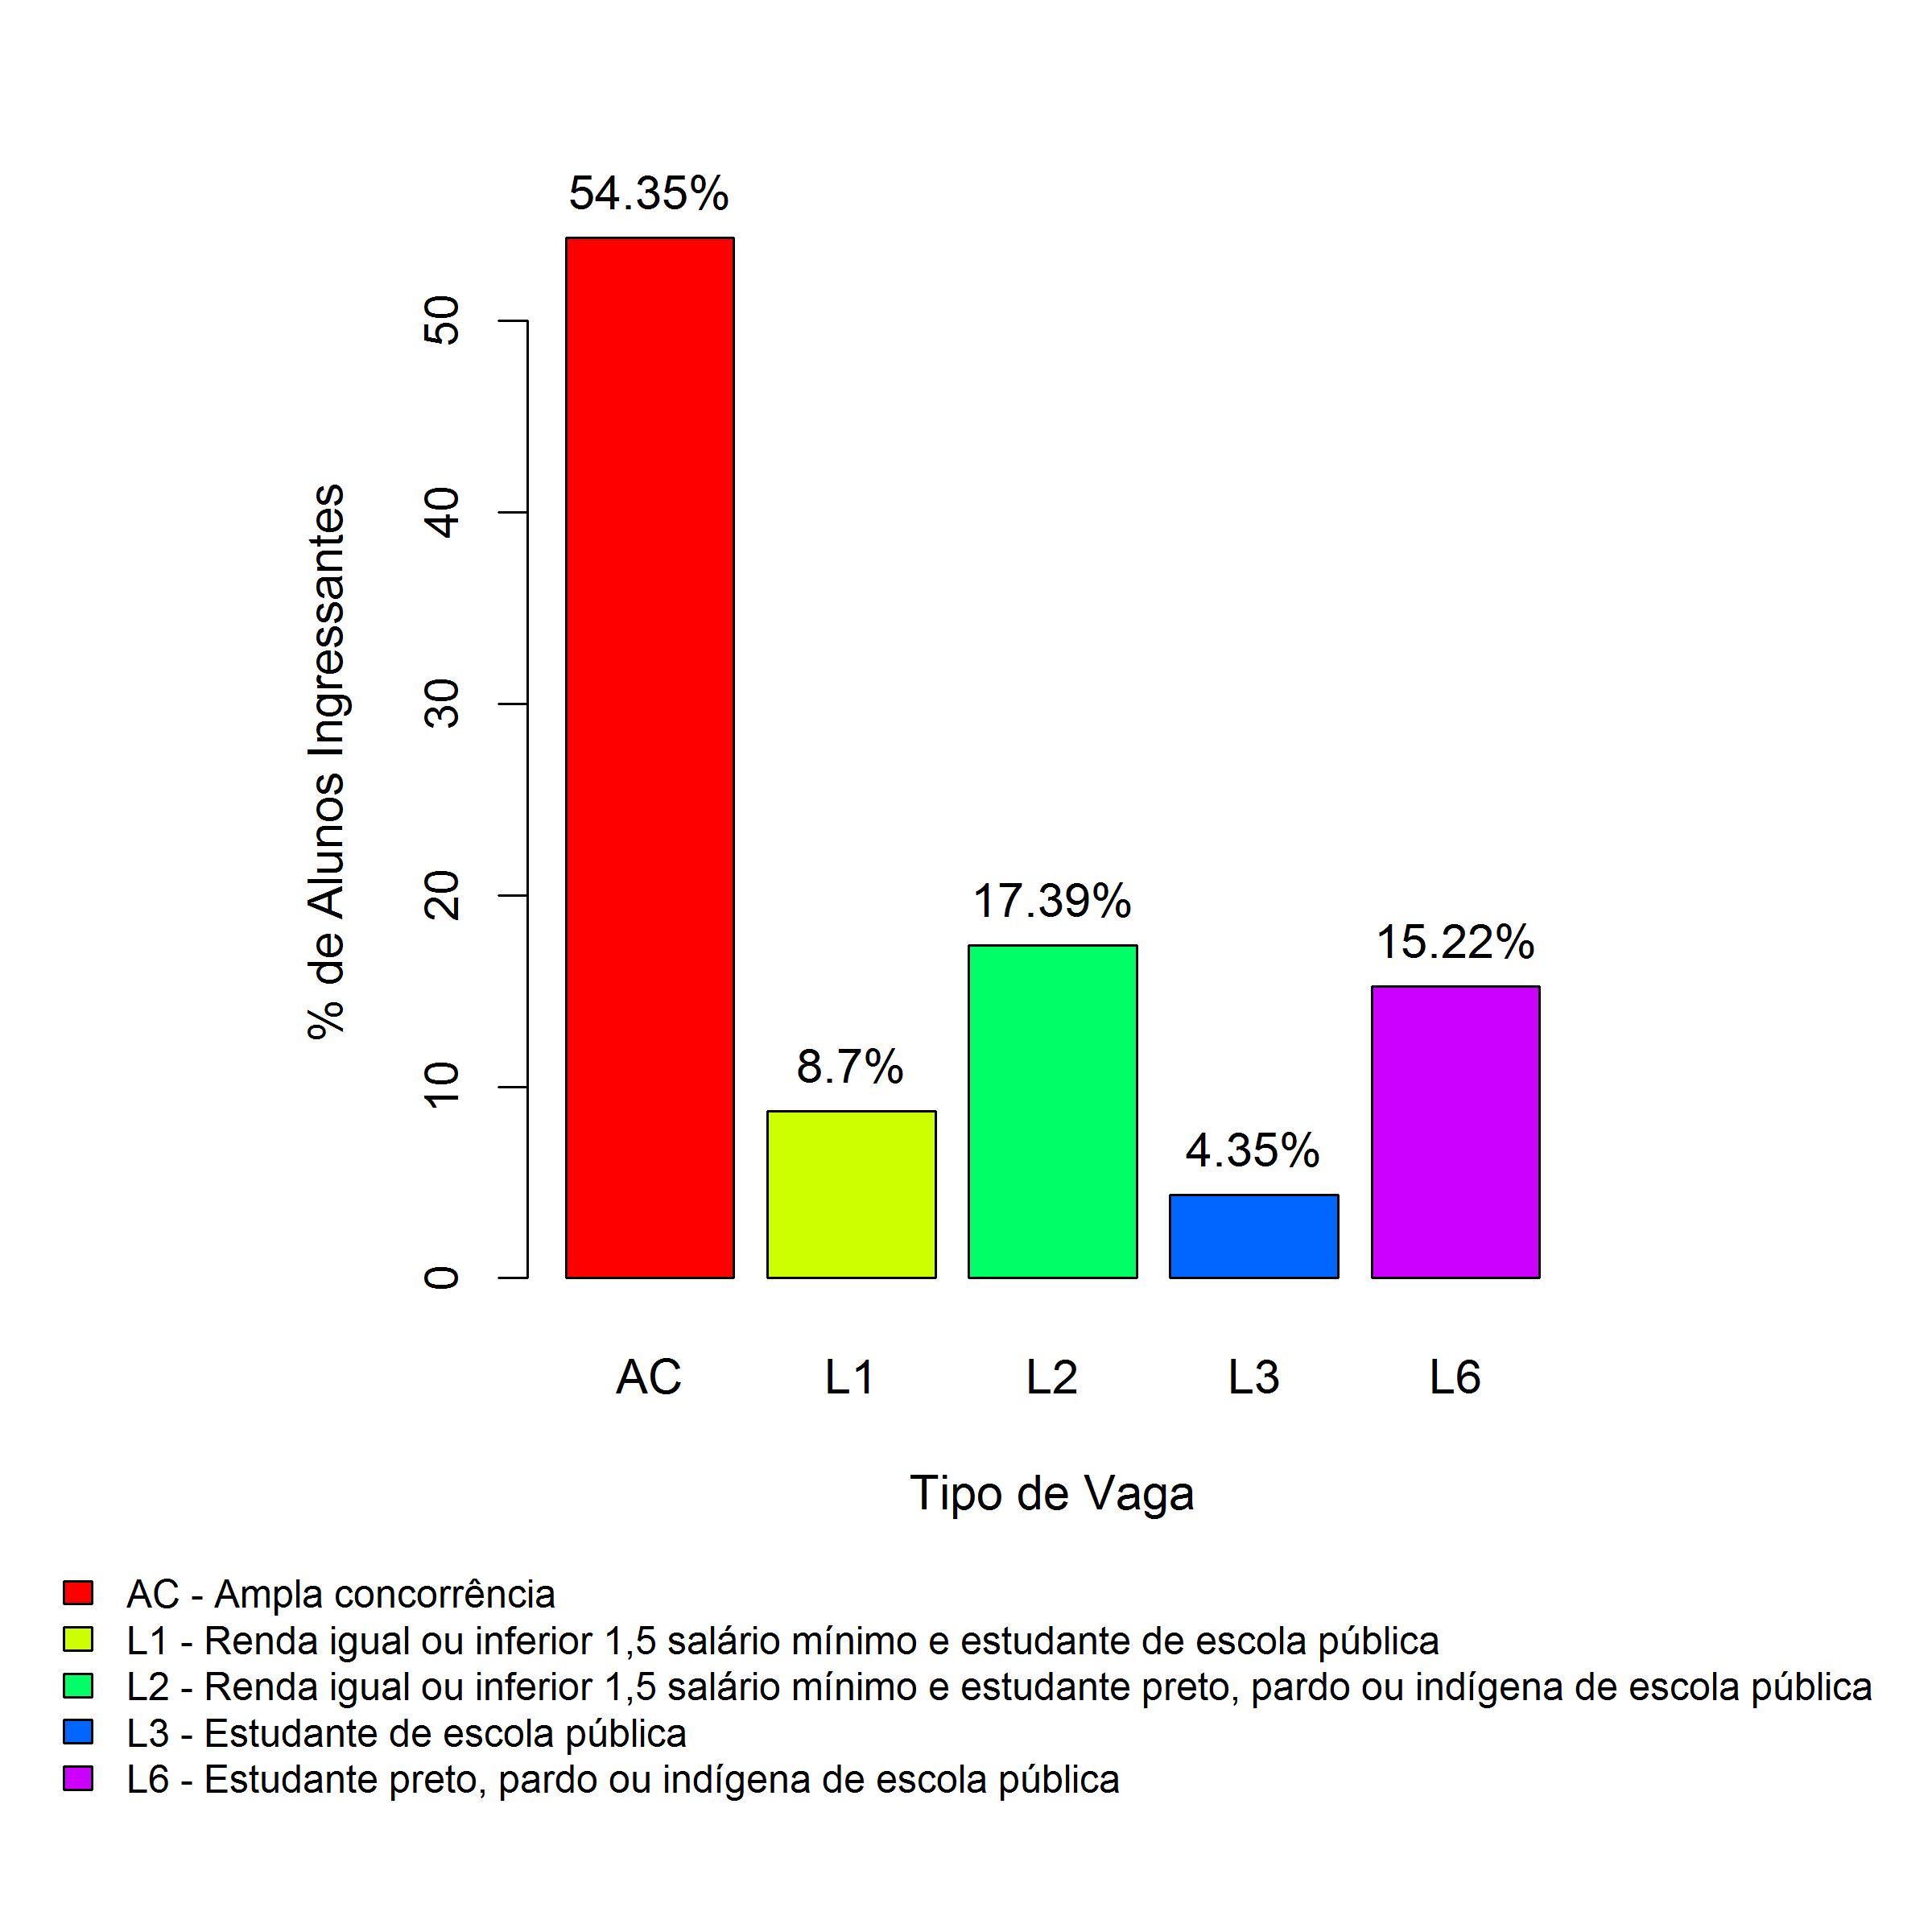 54.35%
17.39%
15.22%
8.7%
4.35%
% de Alunos Ingressantes
50
40
30
20
10
0
AC L1 L2 L3 L6
Tipo de Vaga
AC - Ampla concorrência
L1 - Renda igual ou inferior 1,5 salário mínimo e estudante de escola pública
L2 - Renda igual ou inferior 1,5 salário mínimo e estudante preto, pardo ou indígena de escola pública
L3 - Estudante de escola pública
L6 - Estudante preto, pardo ou indígena de escola pública